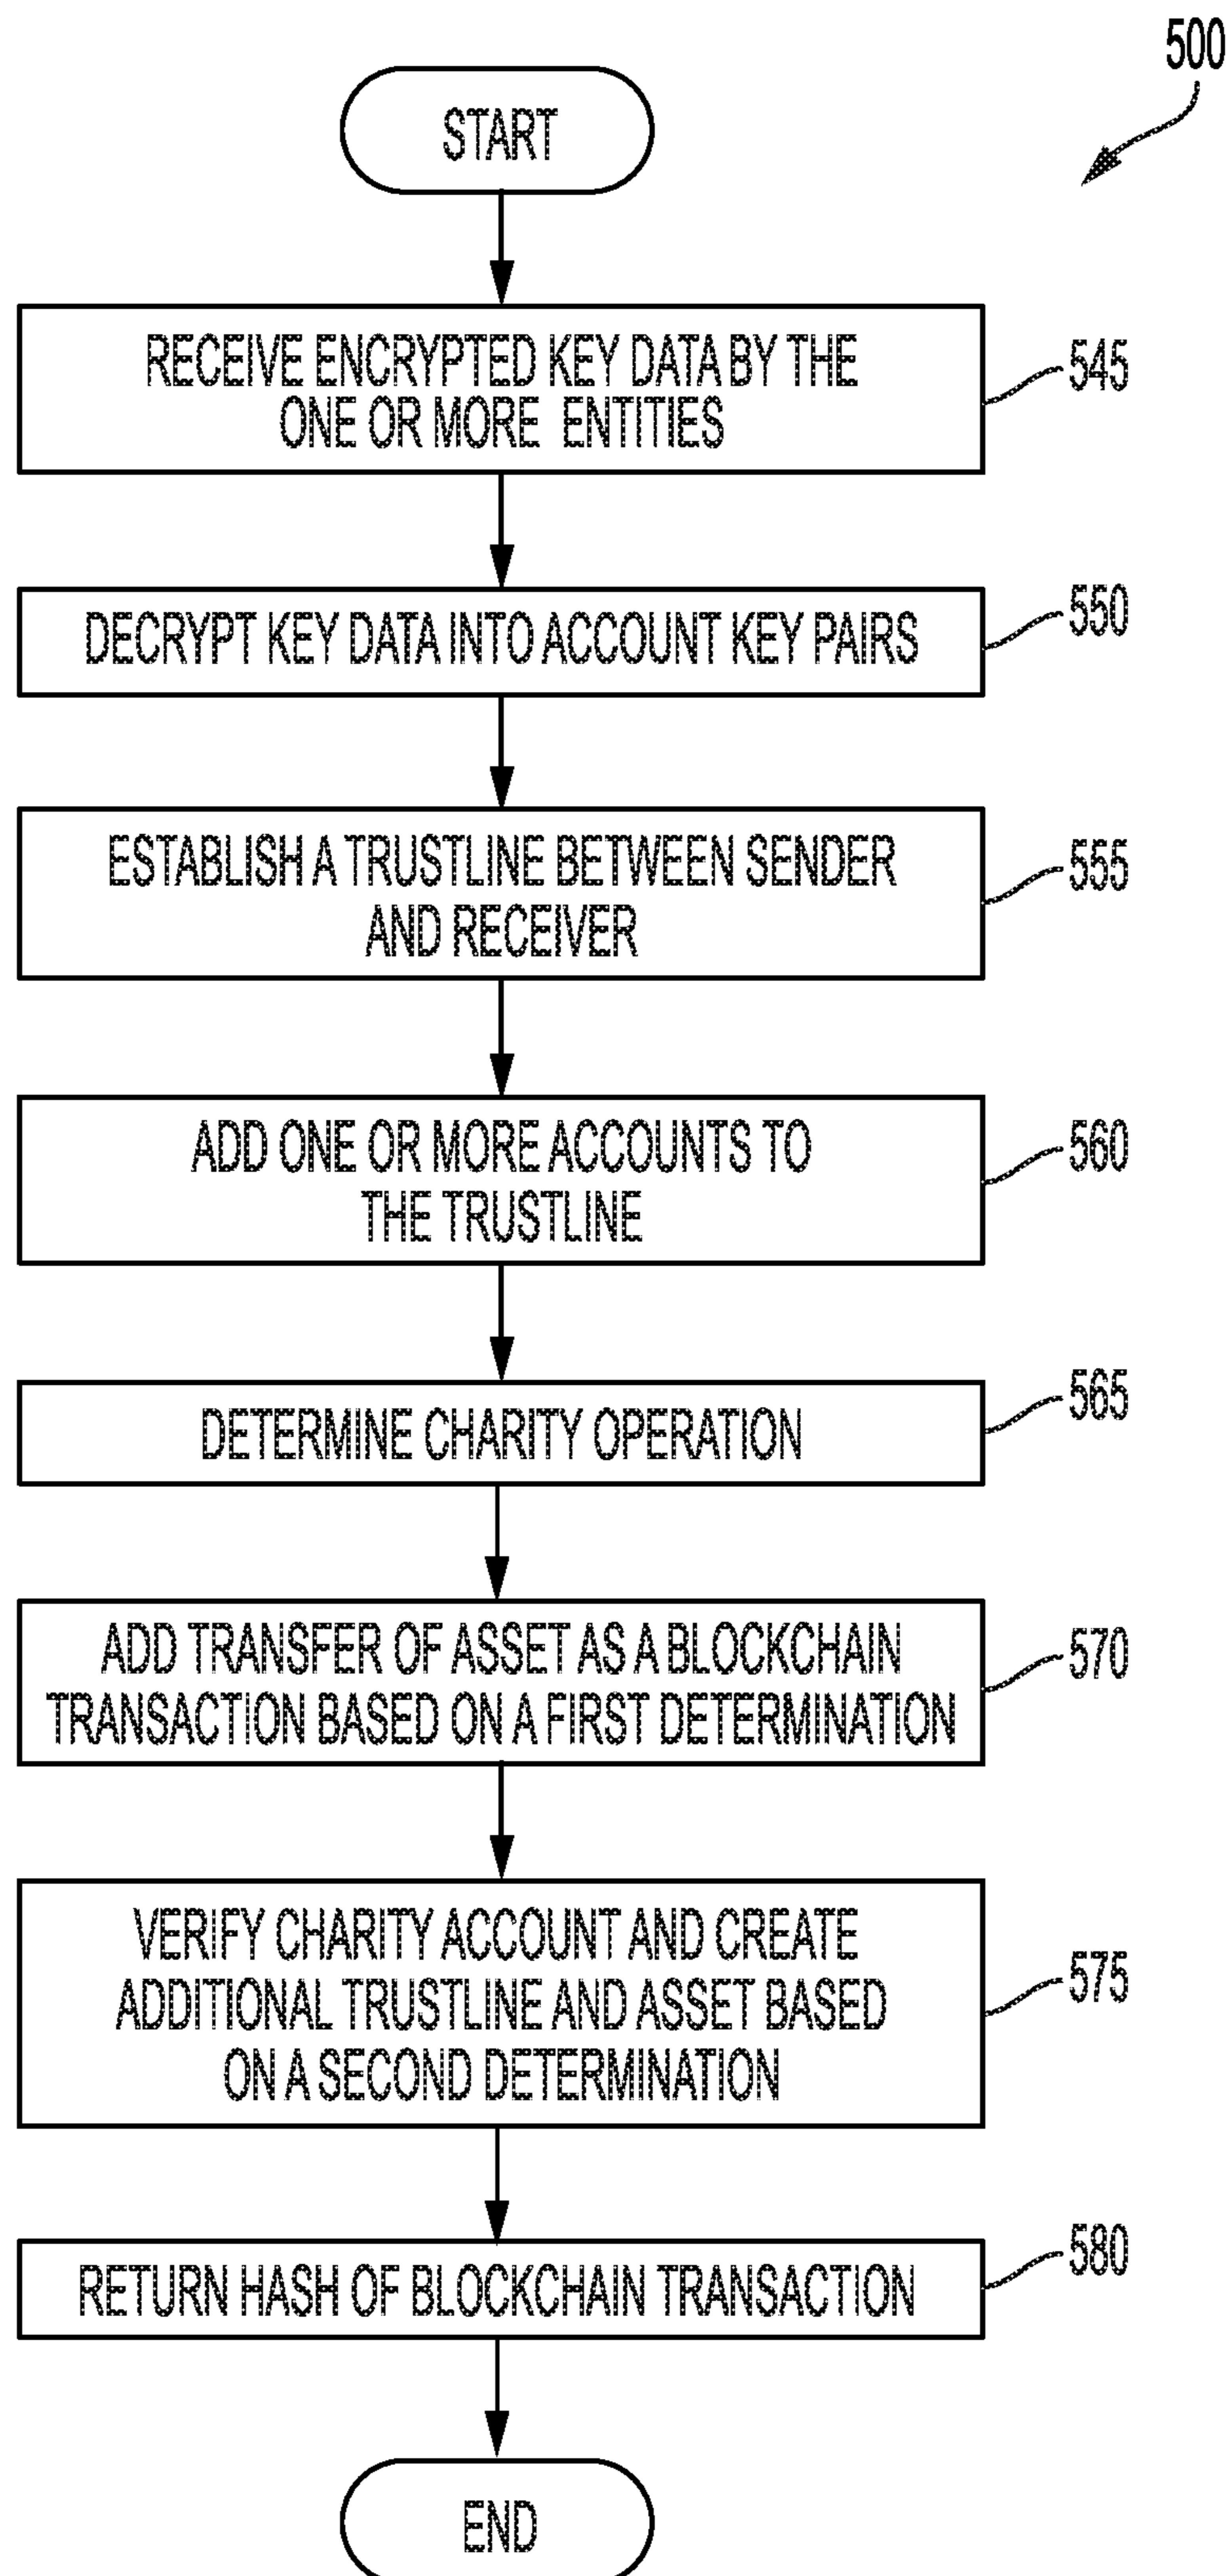 500
START
RECEIVE ENCRYPTED KEY DATA BY THE
ONE OR MORE ENTITIES
545
DECRYPT KEY DATA INTO ACCOUNT KEY PAIRS
550
ESTABLISH A TRUSTLINE BETWEEN SENDER
AND RECEIVER
555
ADD ONE OR MORE ACCOUNTS TO
THE TRUSTLINE
560
DETERMINE CHARITY OPERATION
565
ADD TRANSFER OF ASSET AS A BLOCKCHAIN
TRANSACTION BASED ON A FIRST DETERMINATION
570
VERIFY CHARITY ACCOUNT AND CREATE
ADDITIONAL TRUSTLINE AND ASSET BASED
ON A SECOND DETERMINATION
575
RETURN HASH OF BLOCKCHAIN TRANSACTION
580
END